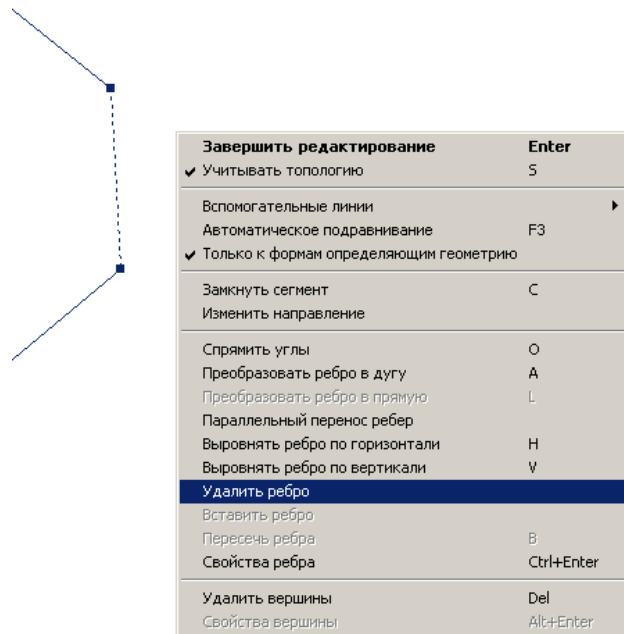 Завершить редактирование Enter
Учитывать топологию S
Вспомогательные линии
Автоматическое подравнивание F3
Только к формам определяющим геометрию
Замкнуть сегмент C
Изменить направление
Спрямить углы O
Преобразовать ребро в дугу A
Преобразовать ребро в прямую L
Параллельный перенос ребер
Выровнять ребро по горизонтали H
Выровнять ребро по вертикали V
Удалить ребро
Вставить ребро
Пересечь ребра B
Свойства ребра Ctrl+Enter
Удалить вершины Del
Свойства вершины Alt+Enter